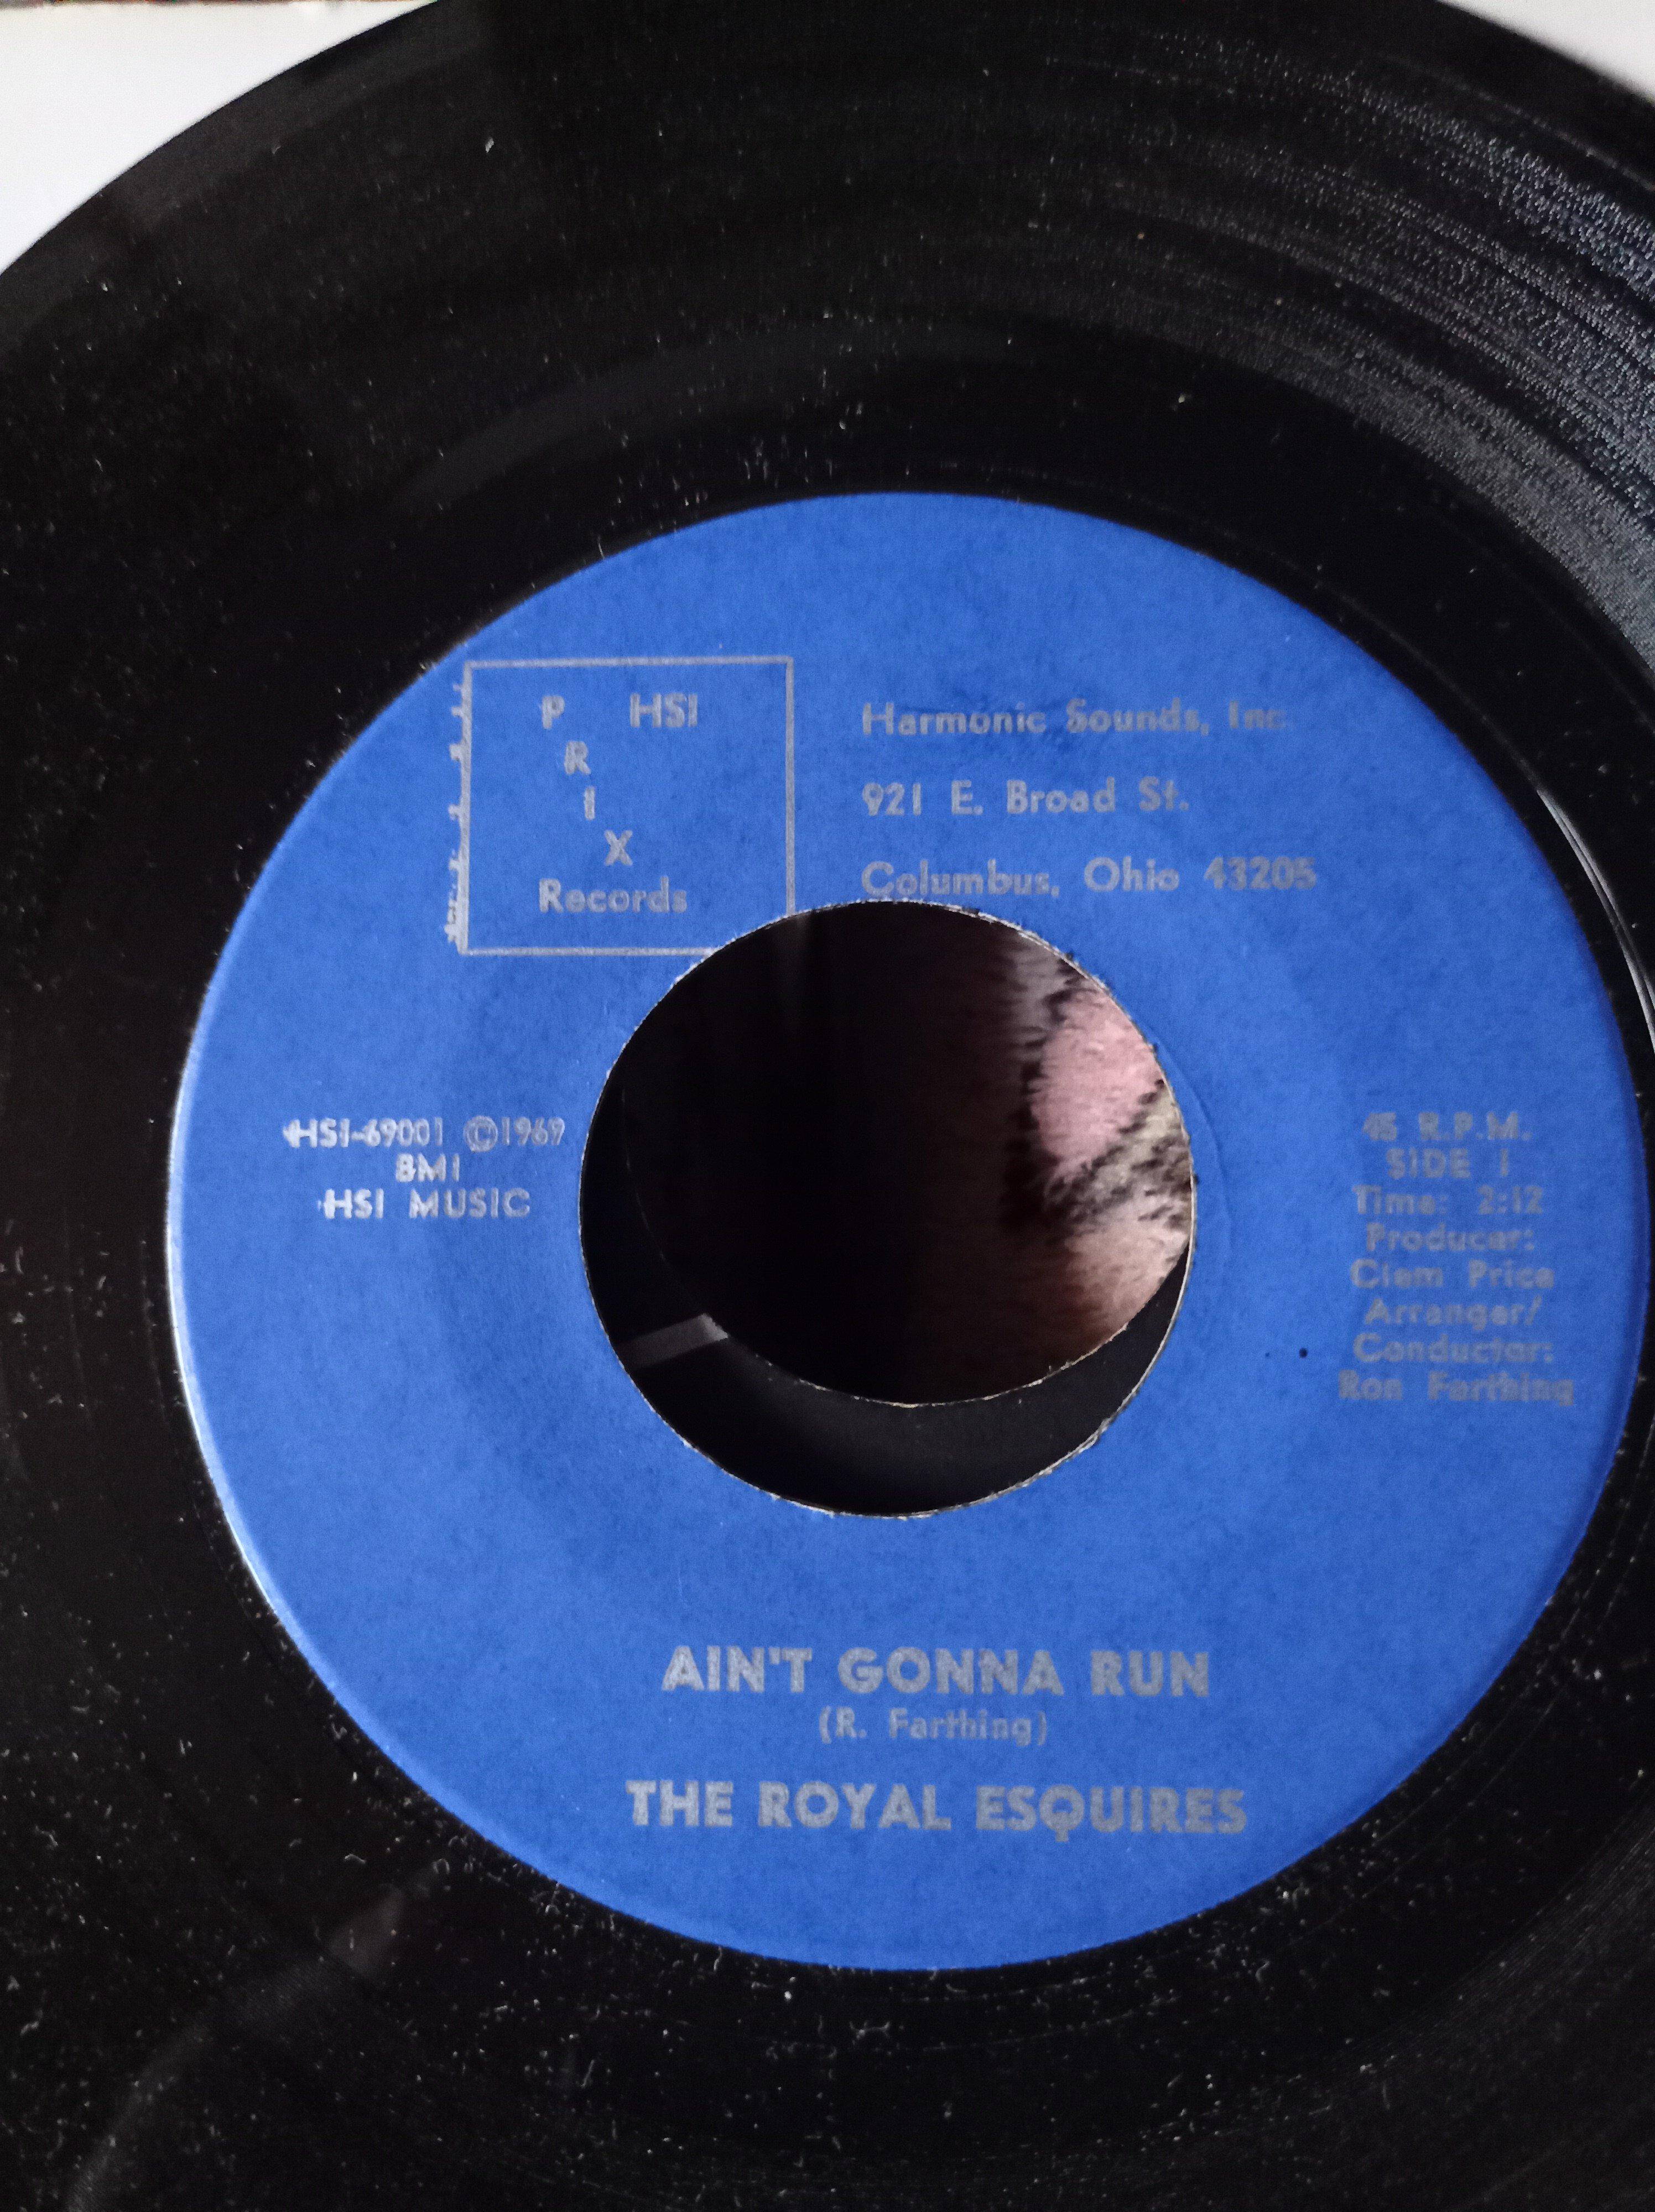 P HSI
R
I
X
Records
Harmonic Sounds, Inc.
921 E. Broad St.
Columbus, Ohio 43205
HSI-69001 ©1969
BMI
HSI MUSIC
45 R.P.M.
SIDE 1
Time: 2:12
Producer:
Clem Price
Arranger/
Conductor:
Ron Farthing
AIN'T GONNA RUN
(R. Farthing)
THE ROYAL ESQUIRES